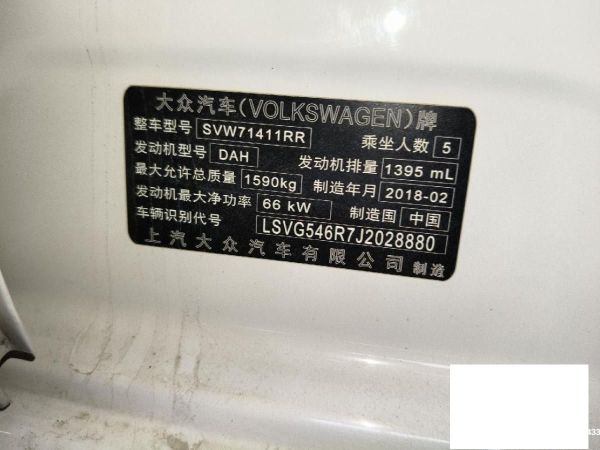 大众汽车(VOLKSWAGEN)牌
整车型号 SVW71411RR 乘坐人数 5
发动机型号 DAH 发动机排量 1395 mL
最大允许总质量 1590kg 制造年月 2018-02
发动机最大净功率 66 kW 制造国 中国
车辆识别代号 LSVG546R7J2028880
上汽大众汽车有限公司 制造
433